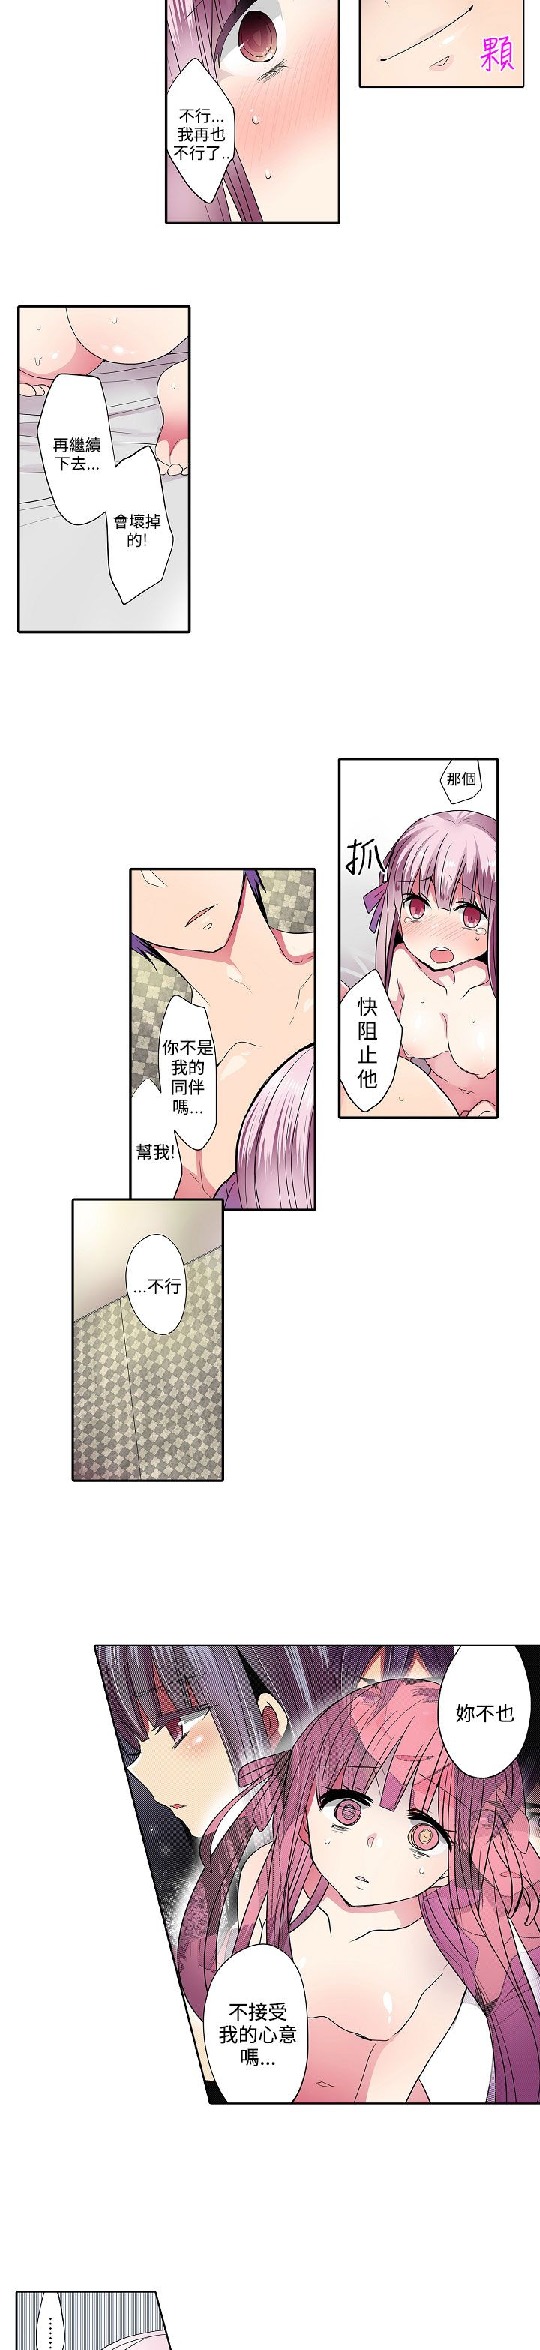 顆
不行...
我再也
不行了..
再繼續
下去...
會壞掉
的!
那個
抓
快阻止他
你不是
我的
同伴
嗎...
幫我!
...不行
妳不也
不接受
我的心意
嗎...
........